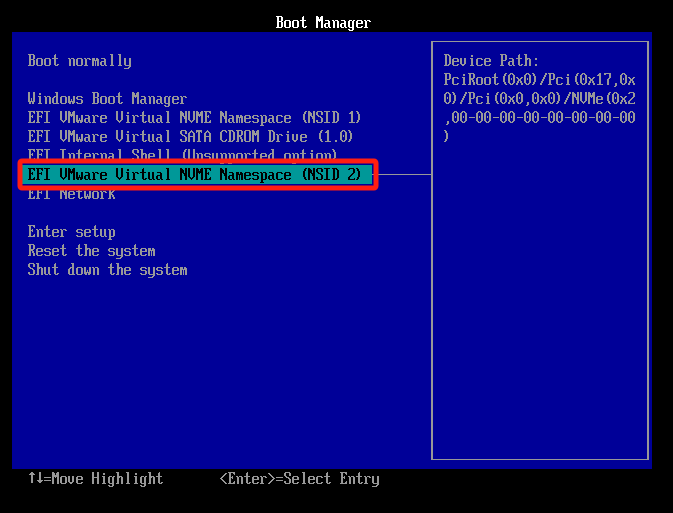 Boot Manager
Boot normally
Windows Boot Manager
EFI VMware Virtual NVME Namespace (NSID 1)
EFI VMware Virtual SATA CDROM Drive (1.0)
EFI Internal Shell (Unsupported option)
EFI VMware Virtual NVME Namespace (NSID 2)
EFI Network
Enter setup
Reset the system
Shut down the system
Device Path:
PciRoot(0x0)/Pci(0x17,0x
0)/Pci(0x0,0x0)/NVMe(0x2
,00-00-00-00-00-00-00-00
)
↑↓=Move Highlight
<Enter>=Select Entry